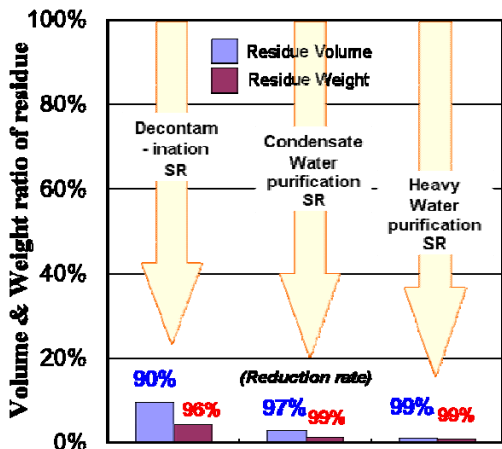 Volume & Weight ratio of residue
100%
80%
60%
40%
20%
0%
Residue Volume
Residue Weight
Decontam
- ination
SR
Condensate
Water
purification
SR
Heavy
Water
purification
SR
(Reduction rate)
90%
96%
97%
99%
99%
99%